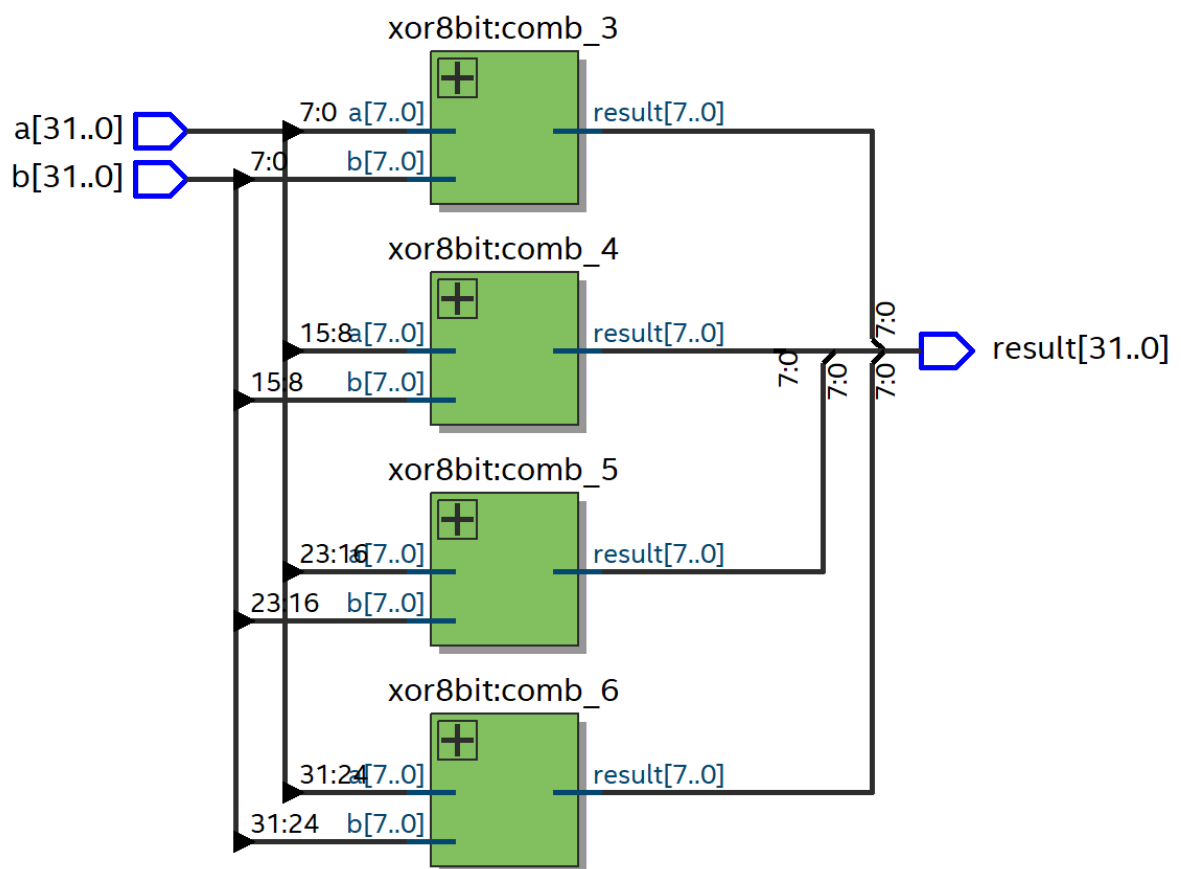 xor8bit:comb_3
a[31..0]
7:0
a[7..0]
result[7..0]
b[31..0]
7:0
b[7..0]
xor8bit:comb_4
15:8
a[7..0]
result[7..0]
15:8
b[7..0]
7:0
7:0
7:0
7:0
result[31..0]
xor8bit:comb_5
23:16
a[7..0]
result[7..0]
23:16
b[7..0]
xor8bit:comb_6
31:24
a[7..0]
result[7..0]
31:24
b[7..0]